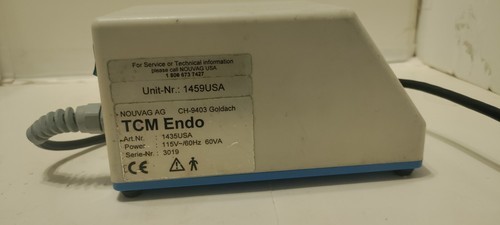 For Service or Technical information
please call NOUVAG USA
1 800 673 7427
Unit-Nr.: 1459USA
NOUVAG AG CH-9403 Goldach
TCM Endo
Art.Nr. : 1435USA
Power : 115V~/60Hz 60VA
Serie-Nr. : 3019
CE